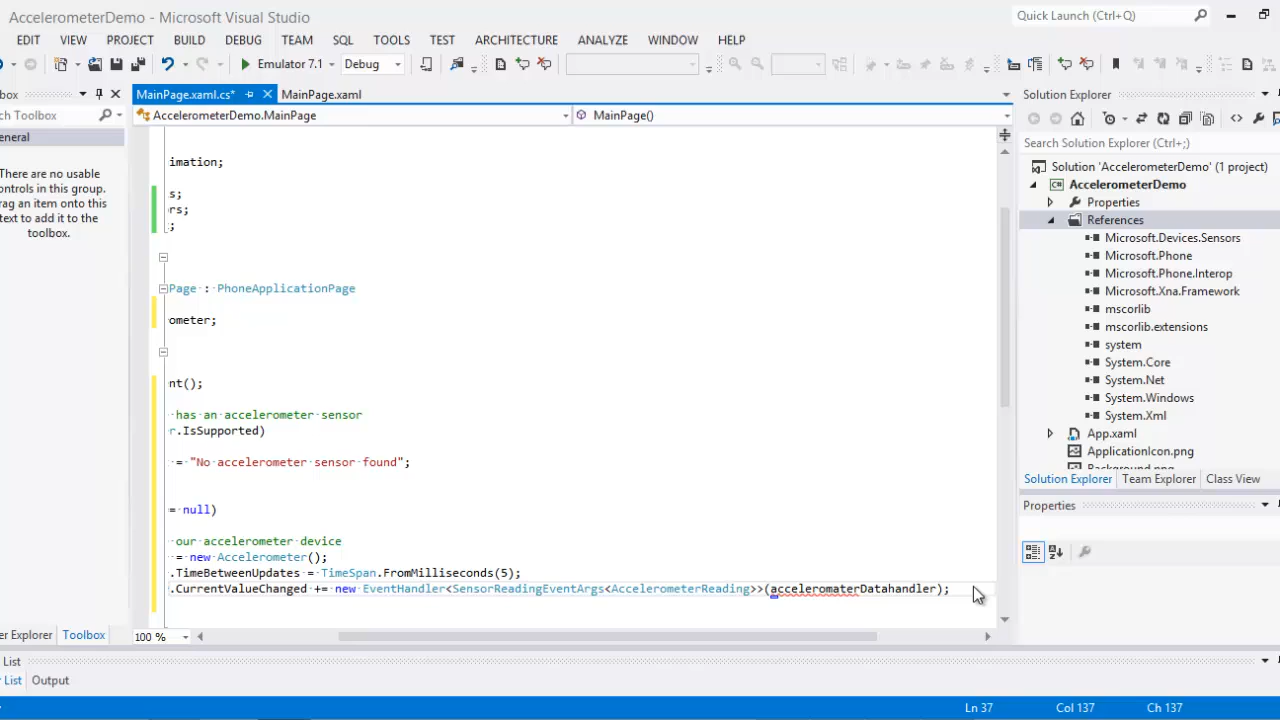 AccelerometerDemo - Microsoft Visual Studio
Quick Launch (Ctrl+Q)
EDIT VIEW PROJECT BUILD DEBUG TEAM SQL TOOLS TEST ARCHITECTURE ANALYZE WINDOW HELP
Emulator 7.1 Debug
box
MainPage.xaml.cs* MainPage.xaml
Solution Explorer
ch Toolbox
AccelerometerDemo.MainPage
MainPage()
eneral
There are no usable
controls in this group.
rag an item onto this
text to add it to the
toolbox.
imation;
s;
rs;
;
Page : PhoneApplicationPage
ometer;
nt();
has an accelerometer sensor
r.IsSupported)
= "No accelerometer sensor found";
= null)
our accelerometer device
= new Accelerometer();
.TimeBetweenUpdates = TimeSpan.FromMilliseconds(5);
.CurrentValueChanged += new EventHandler<SensorReadingEventArgs<AccelerometerReading>>(acceleromaterDatahandler);
Search Solution Explorer (Ctrl+;)
Solution 'AccelerometerDemo' (1 project)
AccelerometerDemo
Properties
References
Microsoft.Devices.Sensors
Microsoft.Phone
Microsoft.Phone.Interop
Microsoft.Xna.Framework
mscorlib
mscorlib.extensions
system
System.Core
System.Net
System.Windows
System.Xml
App.xaml
ApplicationIcon.png
Background.png
Solution Explorer Team Explorer Class View
Properties
er Explorer Toolbox
100 %
List
r List Output
Ln 37 Col 137 Ch 137